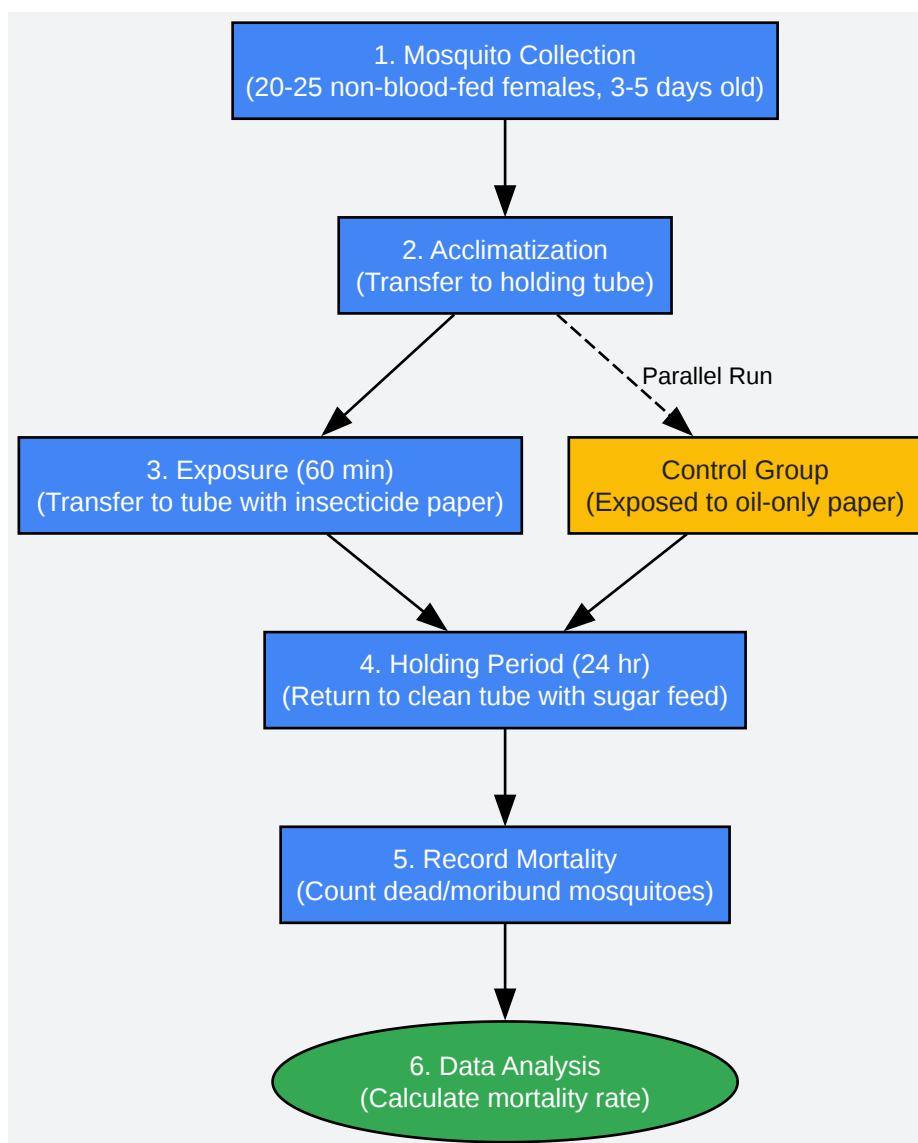 1. Mosquito Collection
(20-25 non-blood-fed females, 3-5 days old)
2. Acclimatization
(Transfer to holding tube)
Parallel Run
3. Exposure (60 min)
(Transfer to tube with insecticide paper)
Control Group
(Exposed to oil-only paper)
4. Holding Period (24 hr)
(Return to clean tube with sugar feed)
5. Record Mortality
(Count dead/moribund mosquitoes)
6. Data Analysis
(Calculate mortality rate)